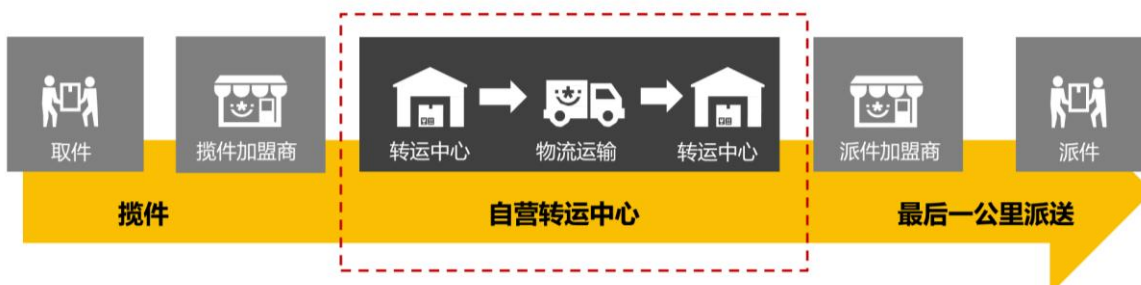 取件
揽件加盟商
转运中心
物流运输
转运中心
派件加盟商
派件
揽件
自营转运中心
最后一公里派送